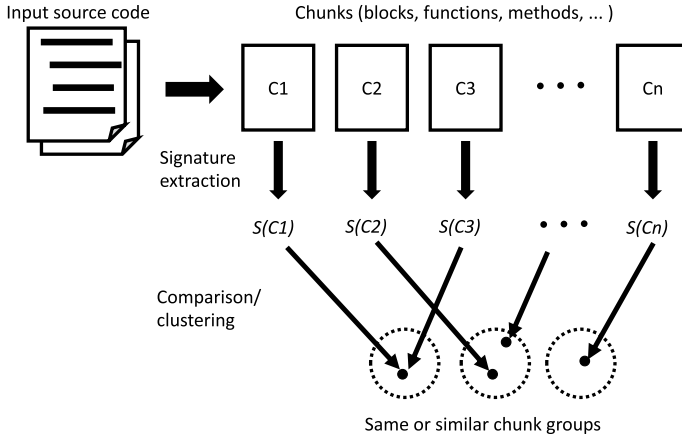 Input source code
Chunks (blocks, functions, methods, ... )
C1
C2
C3
• • •
Cn
Signature
extraction
S(C1)
S(C2)
S(C3)
• • •
S(Cn)
Comparison/
clustering
Same or similar chunk groups